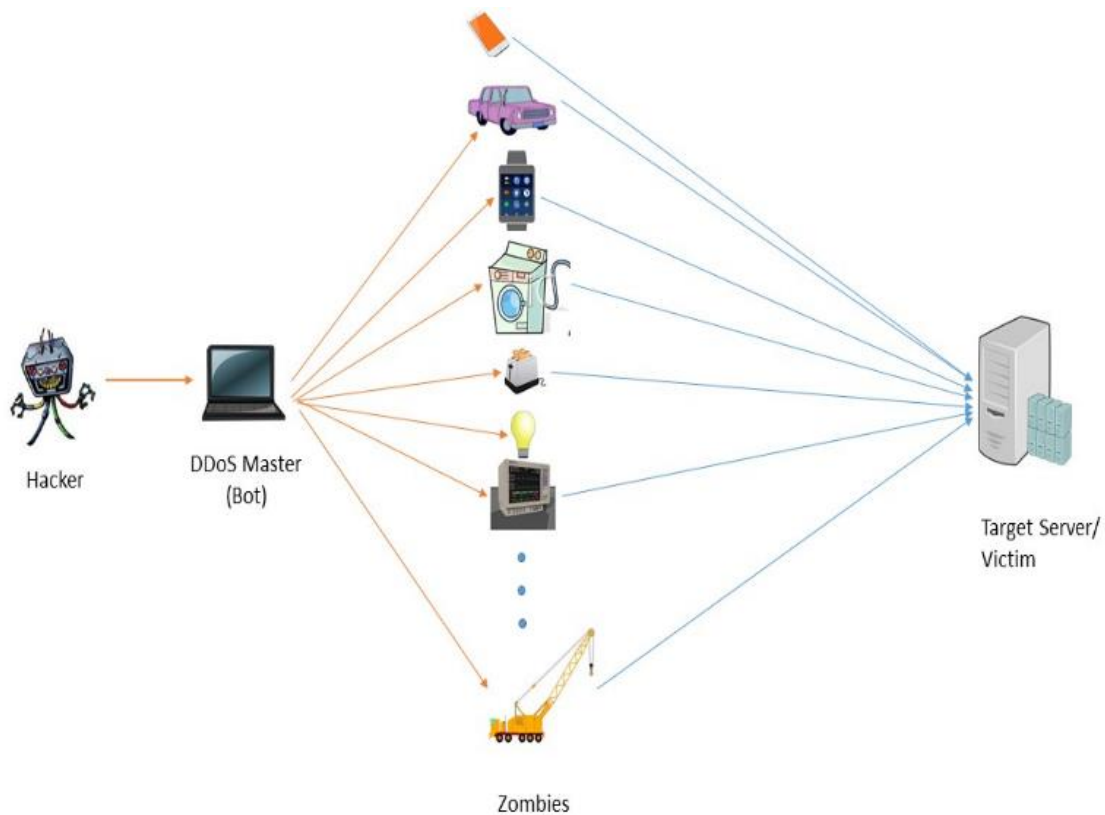 Hacker
DDoS Master
(Bot)
Target Server/
Victim
Zombies